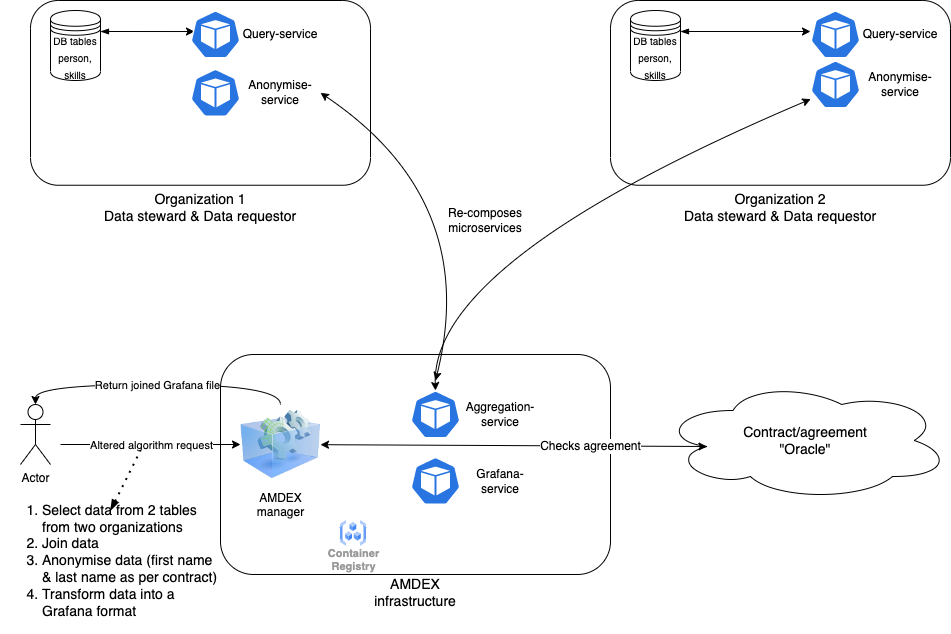 DB tables
person,
skills
Query-service
Anonymise-
service
Organization 1
Data steward & Data requestor
DB tables
person,
skills
Query-service
Anonymise-
service
Organization 2
Data steward & Data requestor
Re-composes
microservices
Return joined Grafana file
Altered algorithm request
Actor
1. Select data from 2 tables
from two organizations
2. Join data
3. Anonymise data (first name
& last name as per contract)
4. Transform data into a
Grafana format
AMDEX
manager
Aggregation-
service
Grafana-
service
Container
Registry
AMDEX
infrastructure
Checks agreement
Contract/agreement
"Oracle"